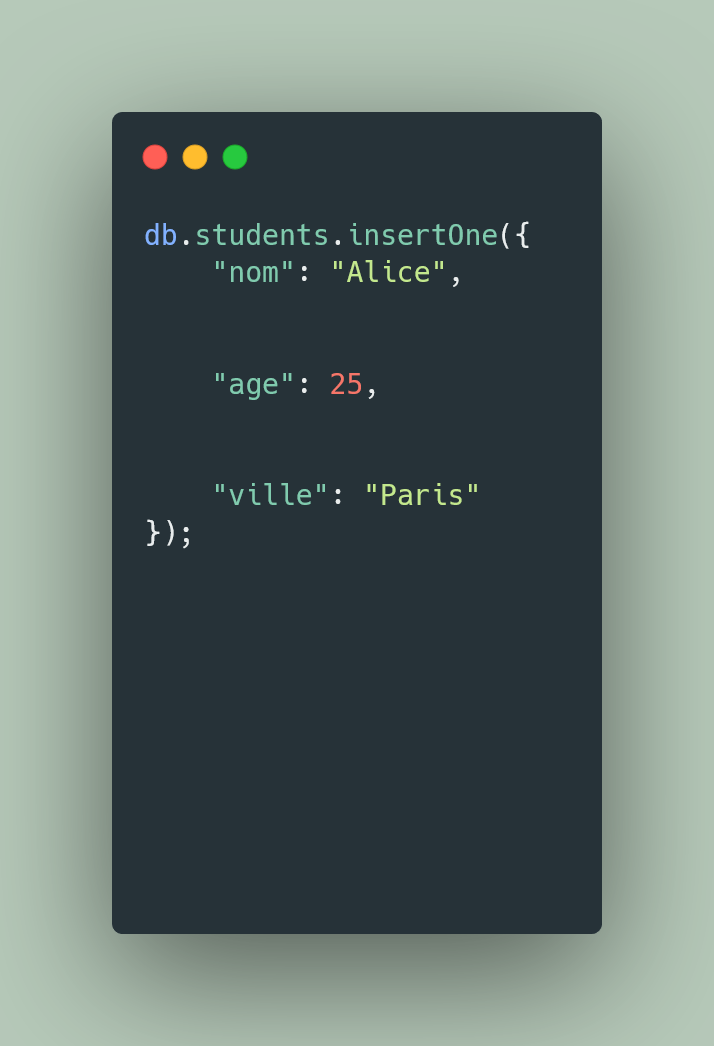 db.students.insertOne({
    "nom": "Alice",
    "age": 25,
    "ville": "Paris"
});